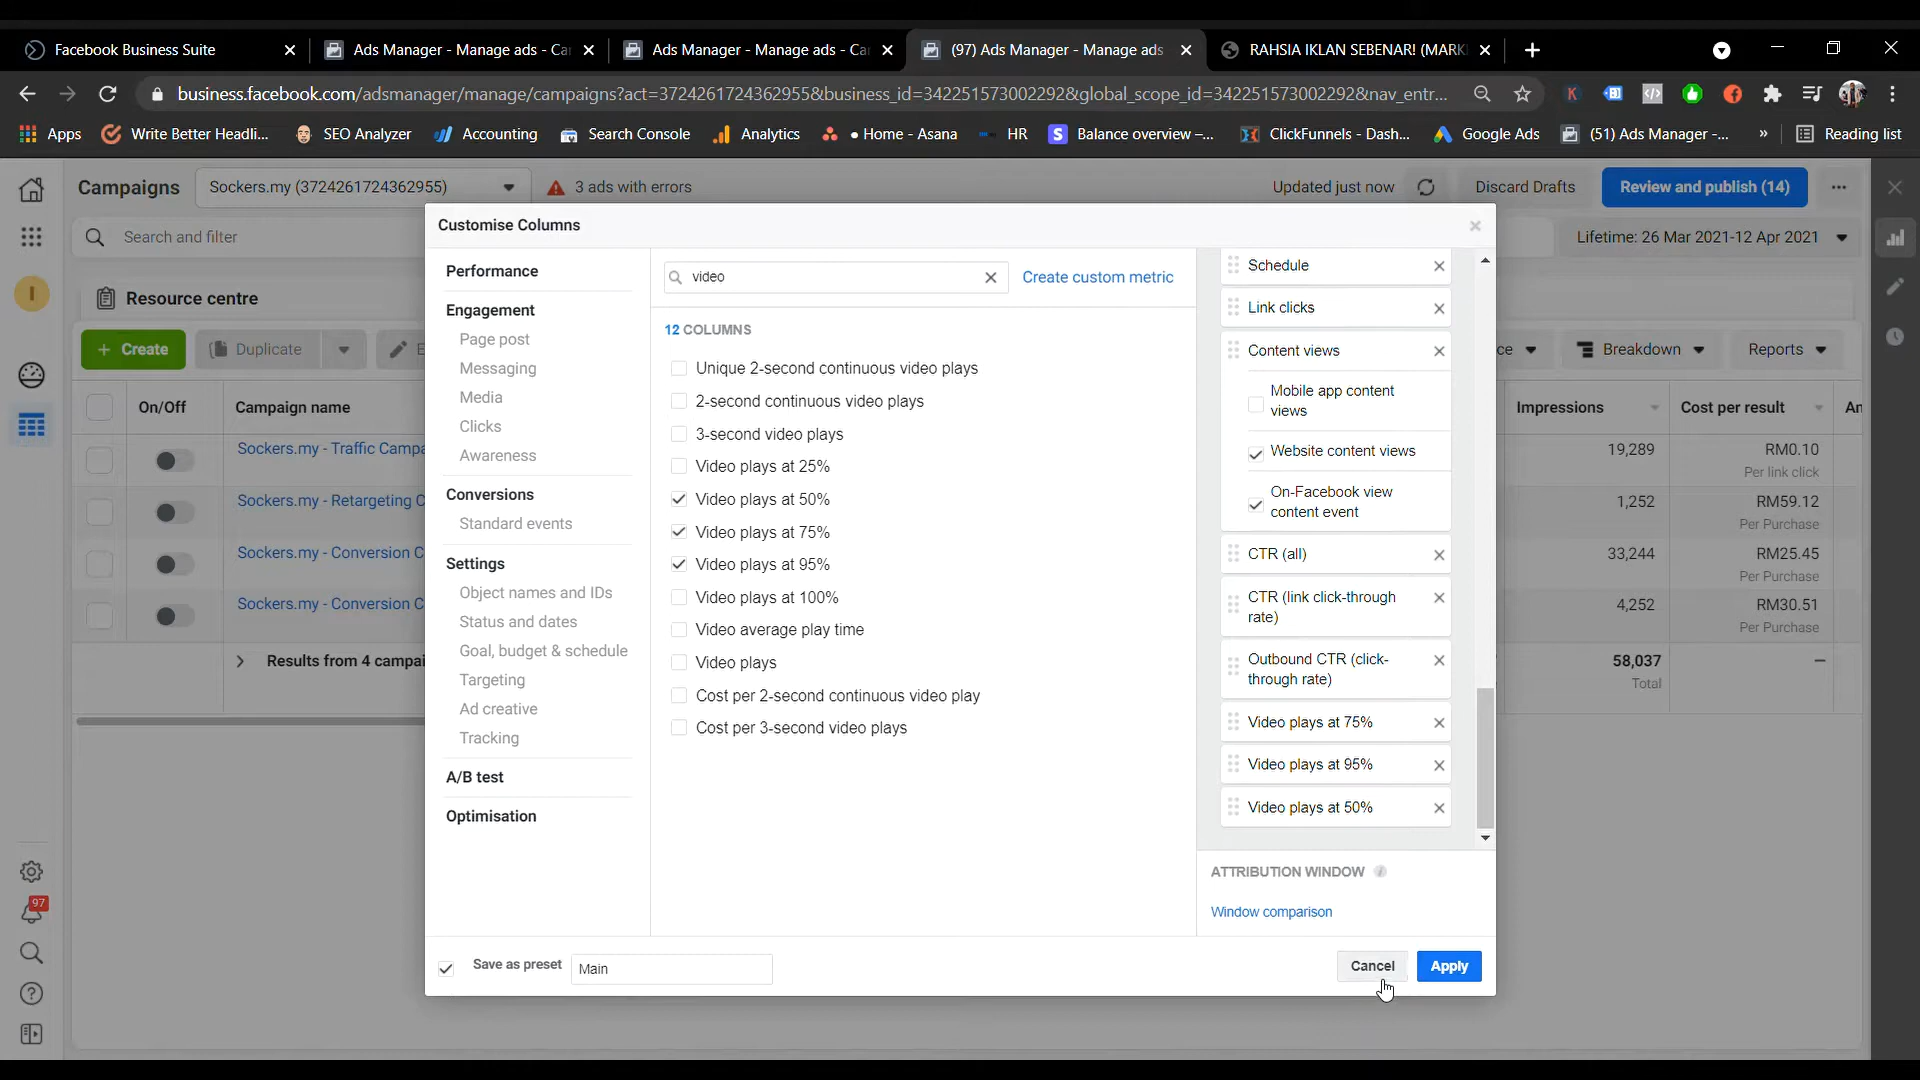 Facebook Business Suite
Ads Manager - Manage ads - Ca
Ads Manager - Manage ads - Ca
(97) Ads Manager - Manage ads
RAHSIA IKLAN SEBENAR! (MARK
business.facebook.com/adsmanager/manage/campaigns?act=3724261724362955&business_id=342251573002292&global_scope_id=342251573002292&nav_entr...
Apps
Write Better Headli...
SEO Analyzer
Accounting
Search Console
Analytics
• Home - Asana
HR
Balance overview –...
ClickFunnels - Dash...
Google Ads
(51) Ads Manager -...
»
Reading list
Campaigns
Sockers.my (3724261724362955)
3 ads with errors
Updated just now
Discard Drafts
Review and publish (14)
Search and filter
Lifetime: 26 Mar 2021-12 Apr 2021
Resource centre
+ Create
Duplicate
E
ce
Breakdown
Reports
On/Off
Campaign name
Impressions
Cost per result
Am
Sockers.my - Traffic Campa
19,289
RM0.10
Per link click
Sockers.my - Retargeting C
1,252
RM59.12
Per Purchase
Sockers.my - Conversion C
33,244
RM25.45
Per Purchase
Sockers.my - Conversion C
4,252
RM30.51
Per Purchase
Results from 4 campai
58,037
–
Total
97
Customise Columns
Performance
Engagement
Page post
Messaging
Media
Clicks
Awareness
Conversions
Standard events
Settings
Object names and IDs
Status and dates
Goal, budget & schedule
Targeting
Ad creative
Tracking
A/B test
Optimisation
video
Create custom metric
12 COLUMNS
Unique 2-second continuous video plays
2-second continuous video plays
3-second video plays
Video plays at 25%
Video plays at 50%
Video plays at 75%
Video plays at 95%
Video plays at 100%
Video average play time
Video plays
Cost per 2-second continuous video play
Cost per 3-second video plays
Schedule
Link clicks
Content views
Mobile app content
views
Website content views
On-Facebook view
content event
CTR (all)
CTR (link click-through
rate)
Outbound CTR (click-
through rate)
Video plays at 75%
Video plays at 95%
Video plays at 50%
ATTRIBUTION WINDOW
Window comparison
Save as preset
Main
Cancel
Apply